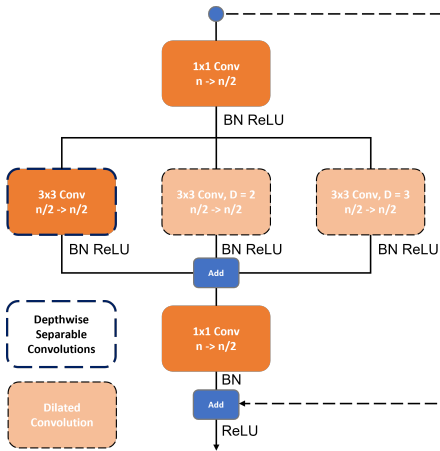 1x1 Conv
n -> n/2
BN ReLU
3x3 Conv
n/2 -> n/2
3x3 Conv, D = 2
n/2 -> n/2
3x3 Conv, D = 3
n/2 -> n/2
BN ReLU
BN ReLU
BN ReLU
Add
1x1 Conv
n -> n/2
BN
Add
ReLU
Depthwise
Separable
Convolutions
Dilated
Convolution